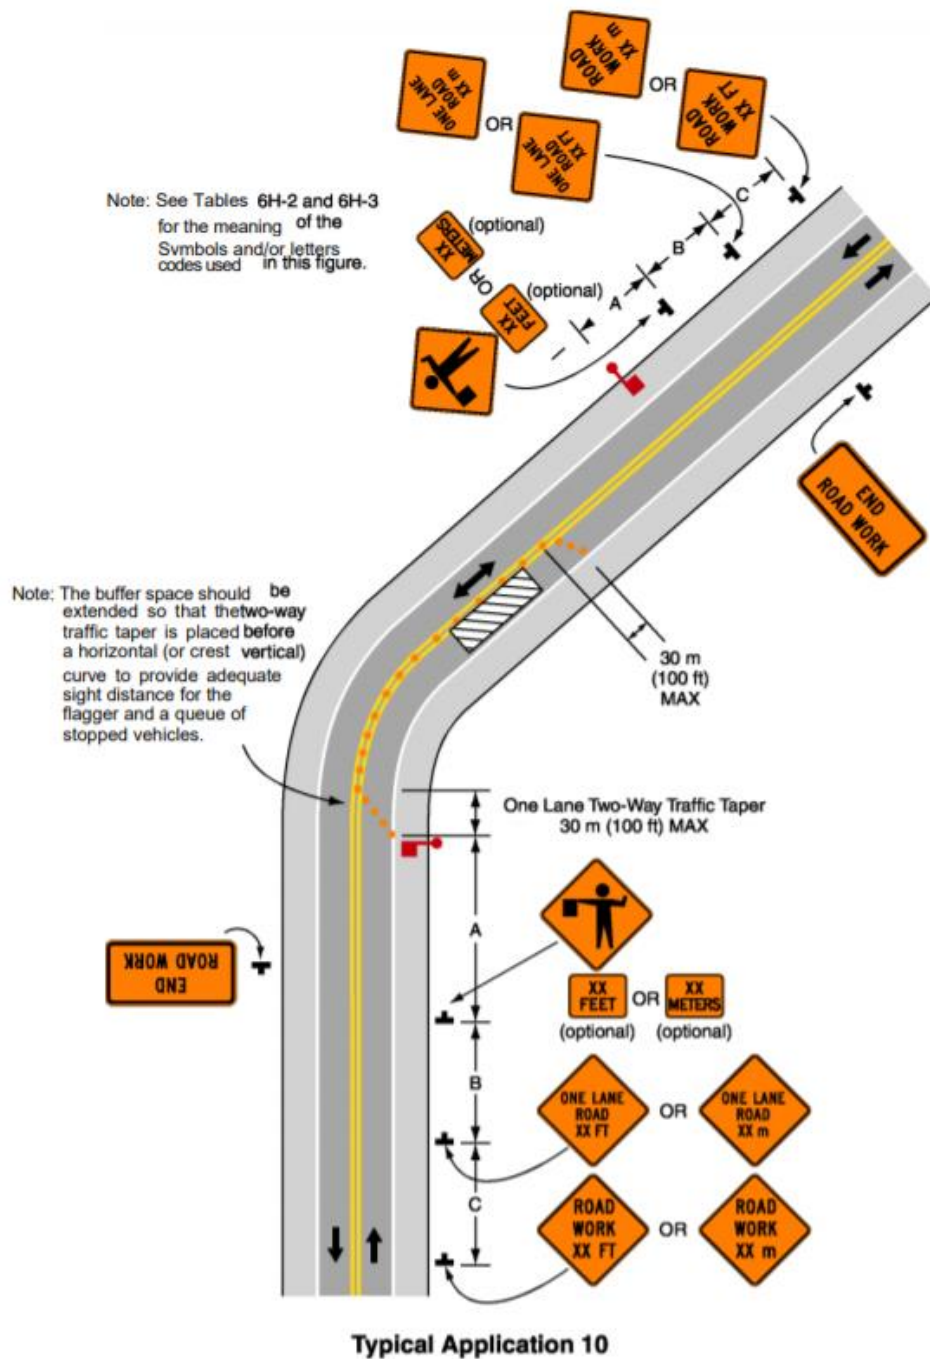 ROAD
WORK
XX m
OR
ROAD
WORK
XX FT
ONE LANE
ROAD
XX m
OR
ONE LANE
ROAD
XX FT
Note: See Tables 6H-2 and 6H-3
for the meaning of the
Symbols and/or letters
codes used in this figure.
XX
METERS
(optional)
OR
XX
FEET
(optional)
A
B
C
END
ROAD WORK
Note: The buffer space should be
extended so that thetwo-way
traffic taper is placed before
a horizontal (or crest vertical)
curve to provide adequate
sight distance for the
flagger and a queue of
stopped vehicles.
30 m
(100 ft)
MAX
One Lane Two-Way Traffic Taper
30 m (100 ft) MAX
A
END
ROAD WORK
XX
FEET
OR
XX
METERS
(optional)
(optional)
B
ONE LANE
ROAD
XX FT
OR
ONE LANE
ROAD
XX m
C
ROAD
WORK
XX FT
OR
ROAD
WORK
XX m
Typical Application 10